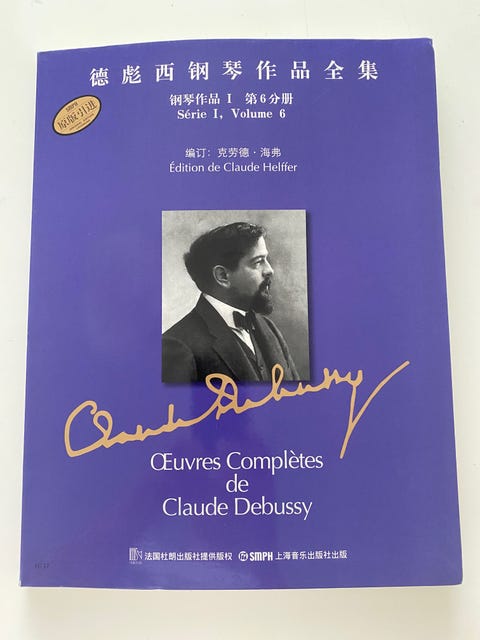 德彪西钢琴作品全集
钢琴作品 I 第6分册
Série I, Volume 6
SMPH
原版引进
编订：克劳德·海弗
Édition de Claude Helffer
Claude Debussy
Œuvres Complètes
de
Claude Debussy
法国杜朗出版社提供版权 SMPH 上海音乐出版社出版